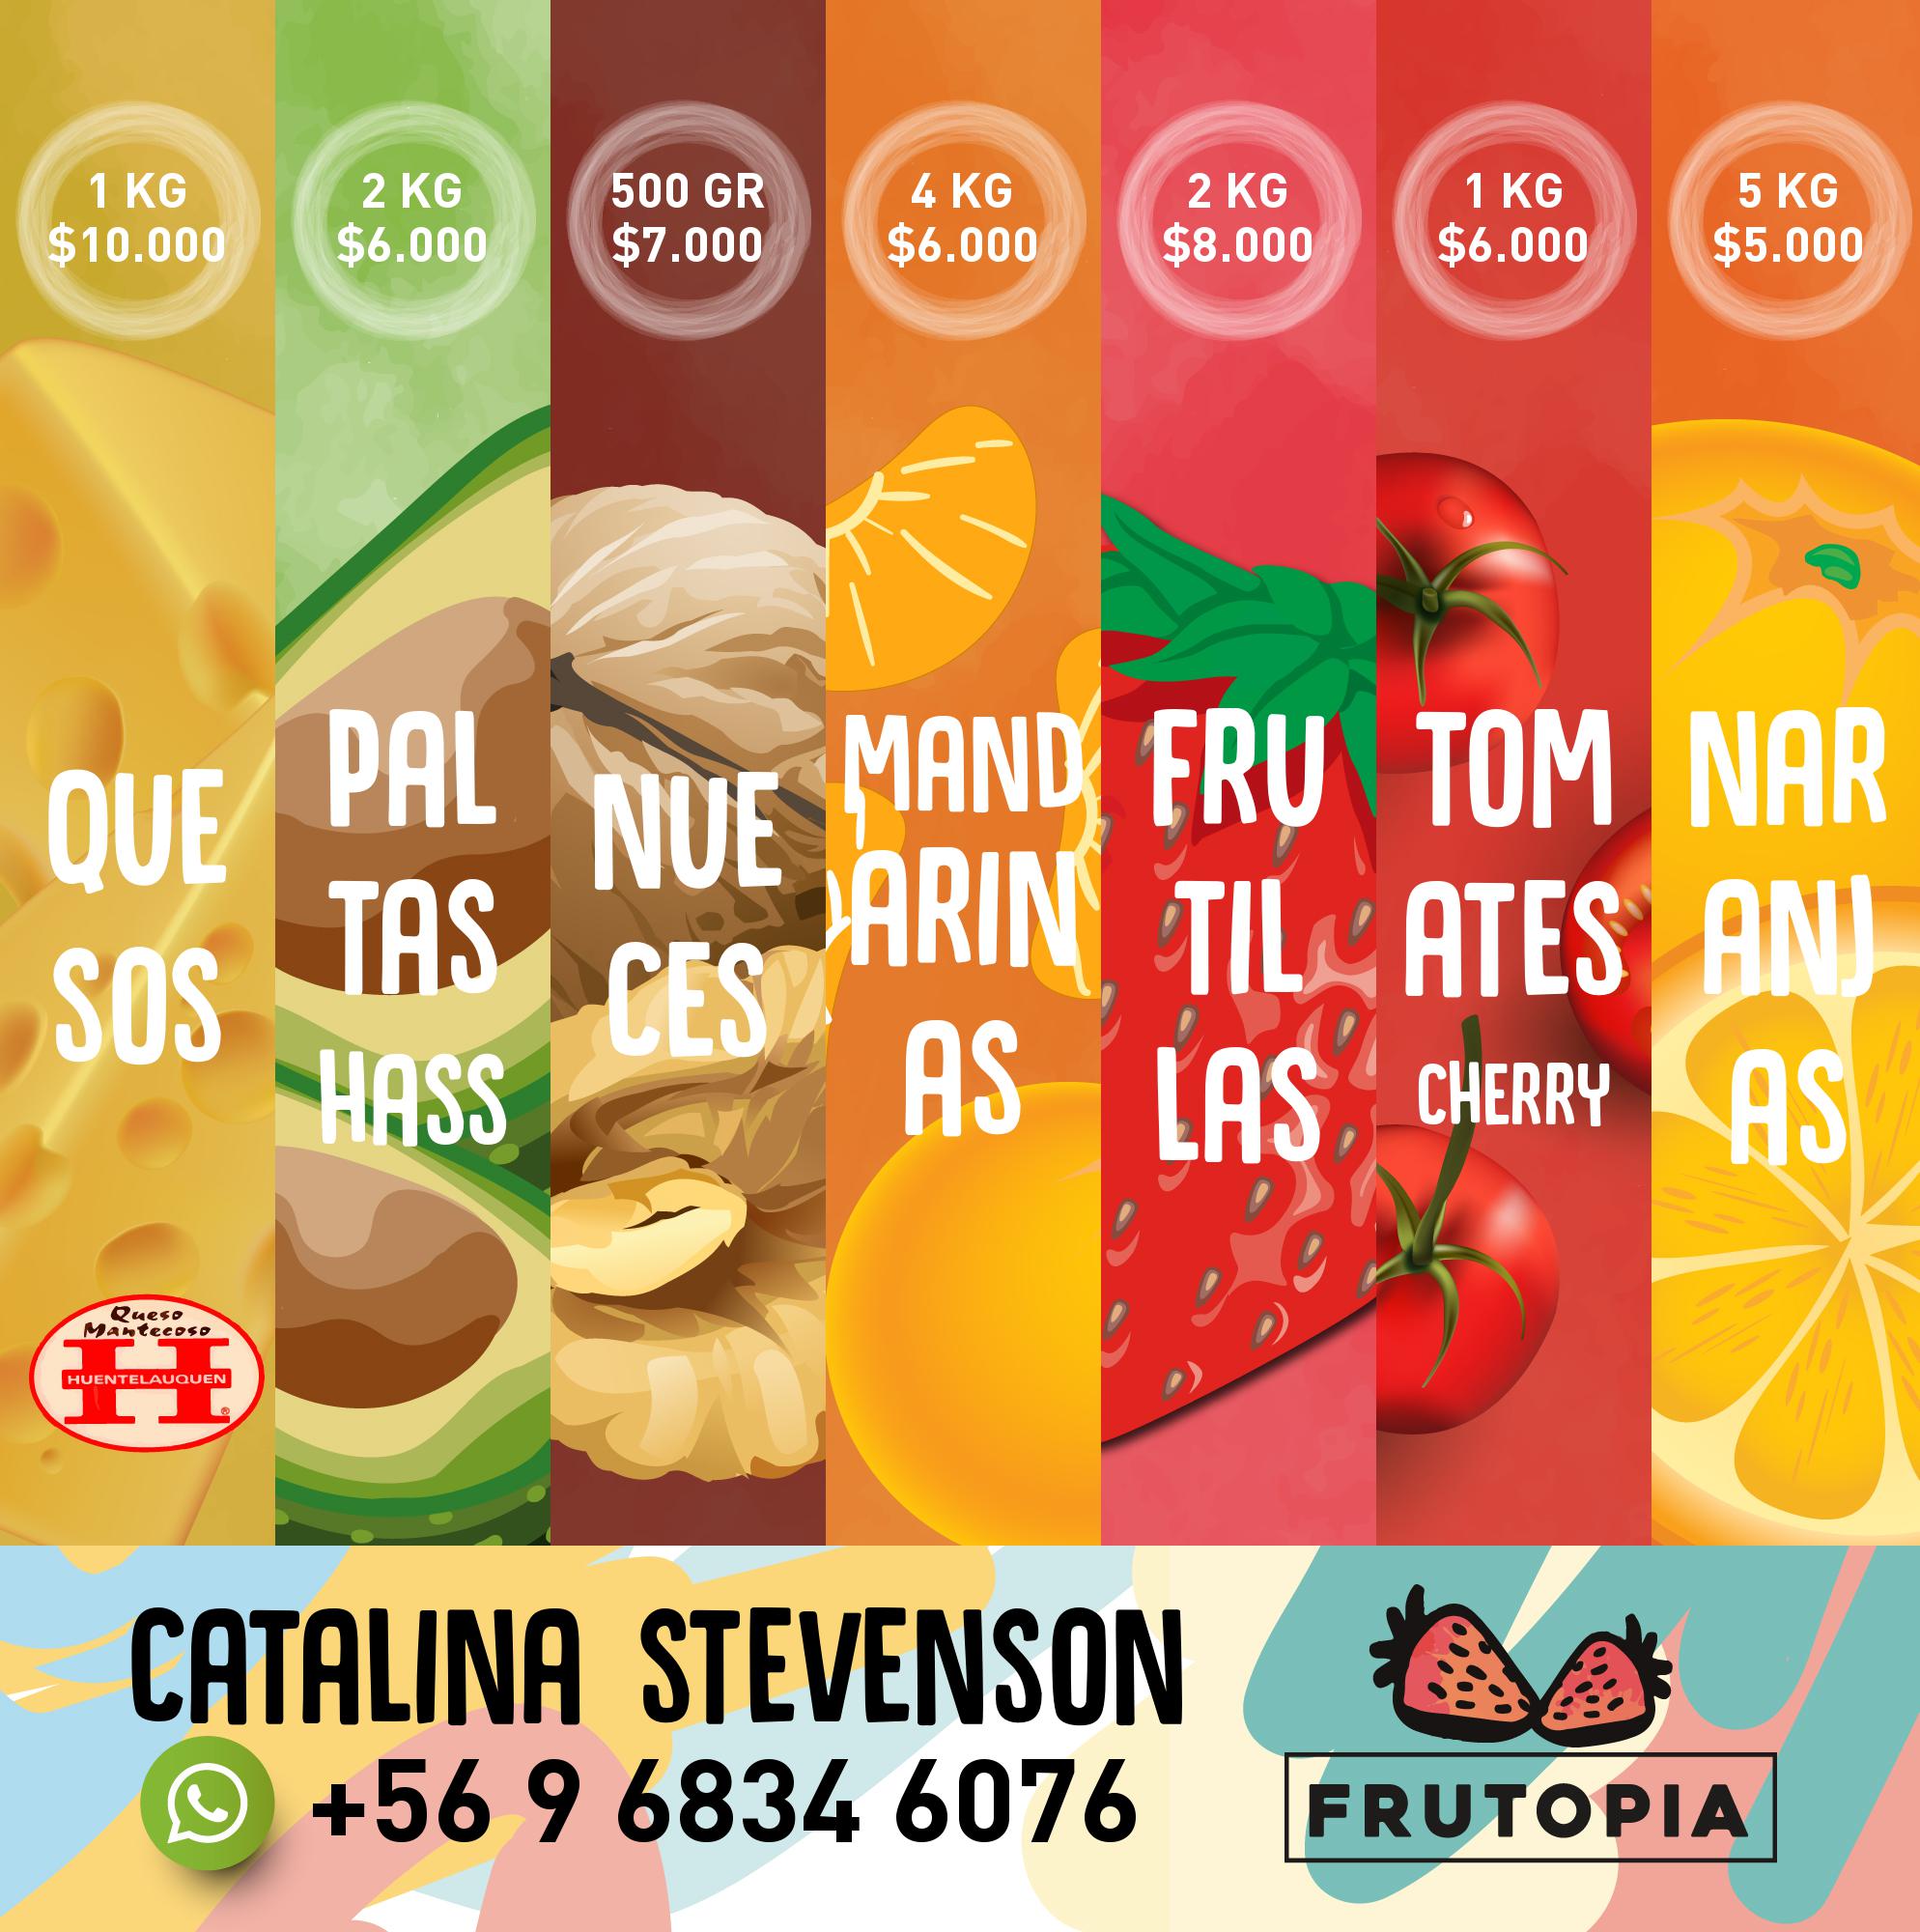 1 KG
$10.000
QUE
SOS
Queso
Mantecoso
HUENTELAUQUEN
H
®
2 KG
$6.000
PAL
TAS
HASS
500 GR
$7.000
NUE
CES
4 KG
$6.000
MAND
ARIN
AS
2 KG
$8.000
FRU
TIL
LAS
1 KG
$6.000
TOM
ATES
CHERRY
5 KG
$5.000
NAR
ANJ
AS
CATALINA STEVENSON
+56 9 6834 6076
FRUTOPIA